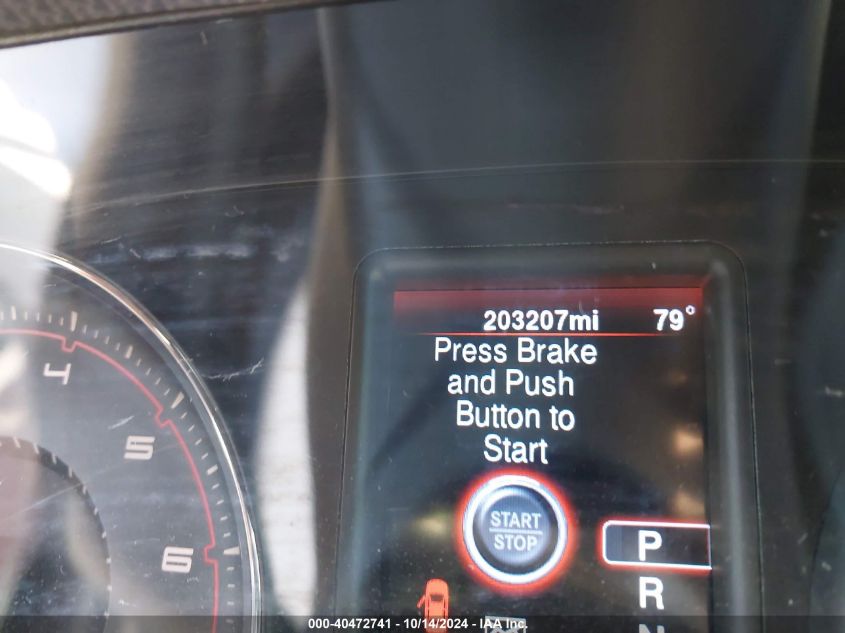 203207mi 79°
Press Brake
and Push
Button to
Start
START
STOP
P
R
N
4
5
6
000-40472741 - 10/14/2024 - IAA Inc.